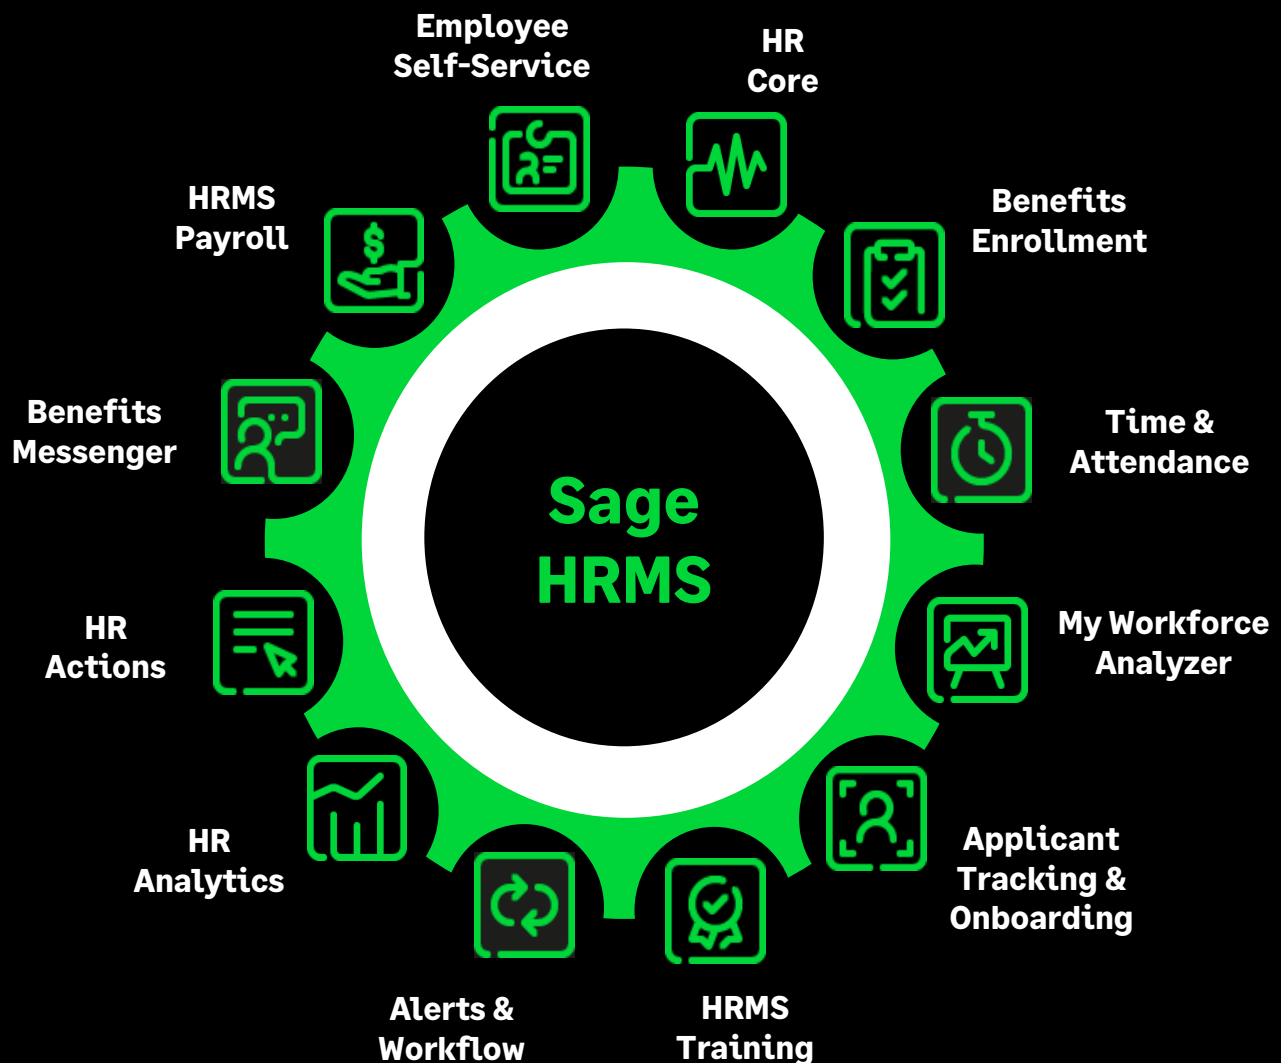 Employee
Self-Service
HR
Core
HRMS
Payroll
Benefits
Enrollment
Benefits
Messenger
Time &
Attendance
Sage
HRMS
HR
Actions
My Workforce
Analyzer
HR
Analytics
Applicant
Tracking &
Onboarding
Alerts &
Workflow
HRMS
Training